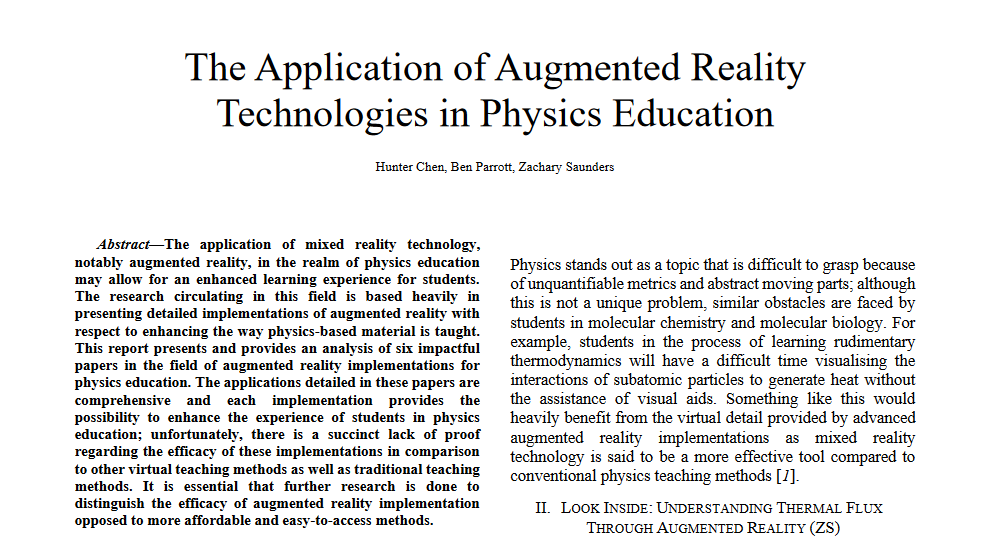 The Application of Augmented Reality
Technologies in Physics Education
Hunter Chen, Ben Parrott, Zachary Saunders
Abstract—The application of mixed reality technology,
notably augmented reality, in the realm of physics education
may allow for an enhanced learning experience for students.
The research circulating in this field is based heavily in
presenting detailed implementations of augmented reality with
respect to enhancing the way physics-based material is taught.
This report presents and provides an analysis of six impactful
papers in the field of augmented reality implementations for
physics education. The applications detailed in these papers are
comprehensive and each implementation provides the
possibility to enhance the experience of students in physics
education; unfortunately, there is a succinct lack of proof
regarding the efficacy of these implementations in comparison
to other virtual teaching methods as well as traditional teaching
methods. It is essential that further research is done to
distinguish the efficacy of augmented reality implementation
opposed to more affordable and easy-to-access methods.
Physics stands out as a topic that is difficult to grasp because
of unquantifiable metrics and abstract moving parts; although
this is not a unique problem, similar obstacles are faced by
students in molecular chemistry and molecular biology. For
example, students in the process of learning rudimentary
thermodynamics will have a difficult time visualising the
interactions of subatomic particles to generate heat without
the assistance of visual aids. Something like this would
heavily benefit from the virtual detail provided by advanced
augmented reality implementations as mixed reality
technology is said to be a more effective tool compared to
conventional physics teaching methods [1].
II. LOOK INSIDE: UNDERSTANDING THERMAL FLUX
THROUGH AUGMENTED REALITY (ZS)